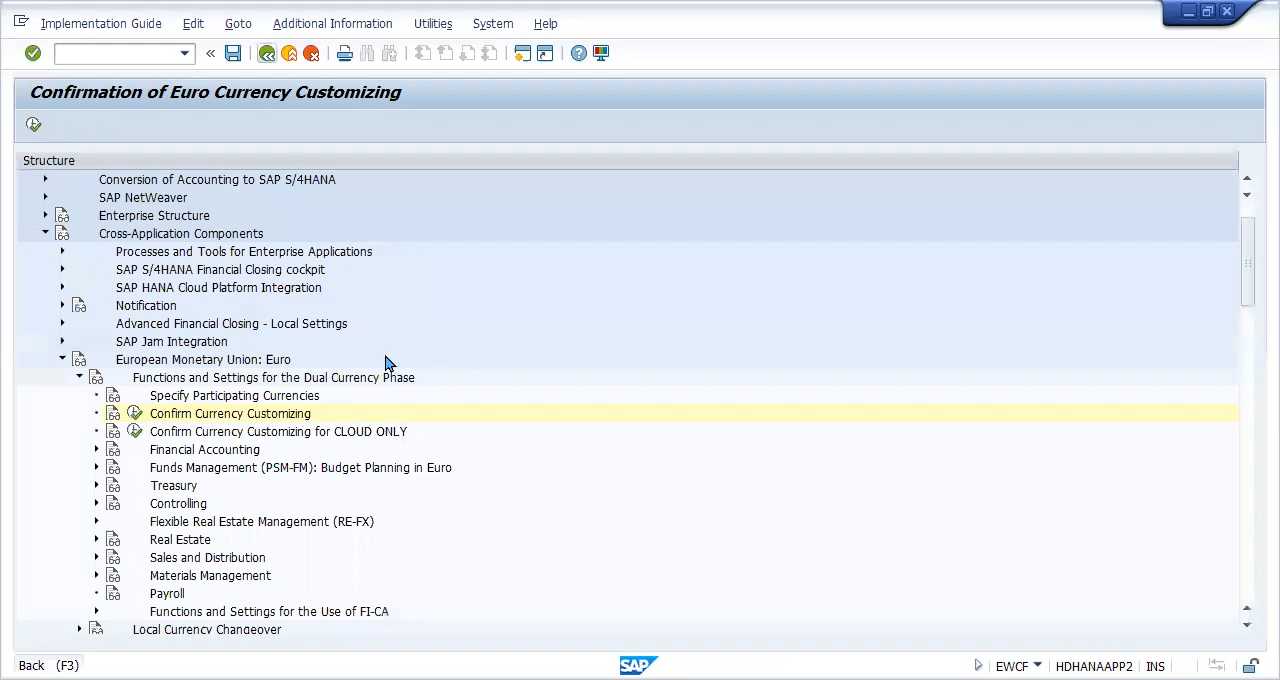 Implementation Guide Edit Goto Additional Information Utilities System Help
Confirmation of Euro Currency Customizing
Structure
Conversion of Accounting to SAP S/4HANA
SAP NetWeaver
Enterprise Structure
Cross-Application Components
Processes and Tools for Enterprise Applications
SAP S/4HANA Financial Closing cockpit
SAP HANA Cloud Platform Integration
Notification
Advanced Financial Closing - Local Settings
SAP Jam Integration
European Monetary Union: Euro
Functions and Settings for the Dual Currency Phase
Specify Participating Currencies
Confirm Currency Customizing
Confirm Currency Customizing for CLOUD ONLY
Financial Accounting
Funds Management (PSM-FM): Budget Planning in Euro
Treasury
Controlling
Flexible Real Estate Management (RE-FX)
Real Estate
Sales and Distribution
Materials Management
Payroll
Functions and Settings for the Use of FI-CA
Local Currency Changeover
Back (F3) SAP EWCF HDHANAAPP2 INS